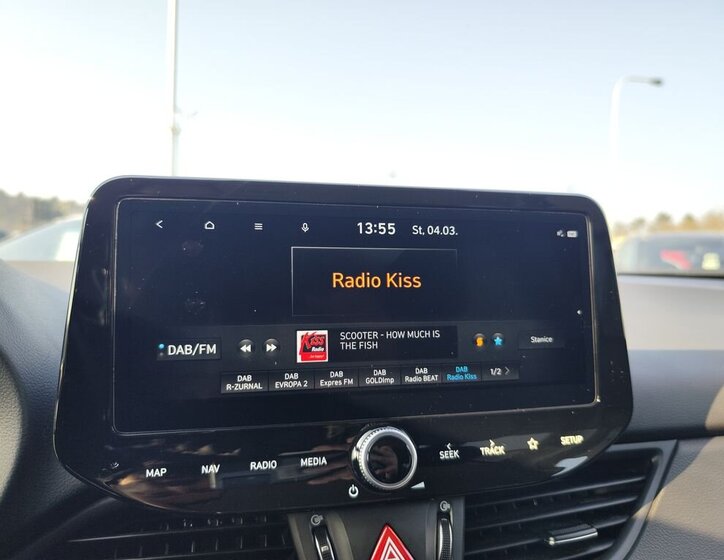 13:55 St, 04.03.
Radio Kiss
DAB/FM
Kiss
Radio
SCOOTER - HOW MUCH IS
THE FISH
Stanice
DAB
R-ZURNAL
DAB
EVROPA 2
DAB
Expres FM
DAB
GOLDImp
DAB
Radio BEAT
DAB
Radio Kiss
1/2
MAP
NAV
RADIO
MEDIA
SEEK
TRACK
SETUP